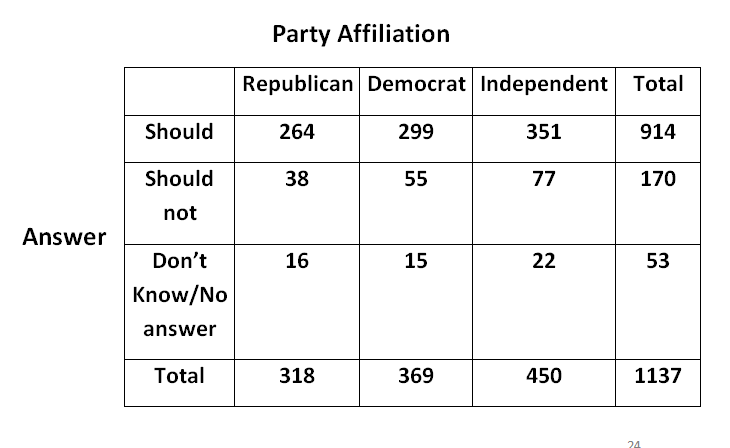 Party Affiliation
Republican Democrat Independent Total
Should 264 299 351 914
Should 38 55 77 170
not
Answer
Don’t 16 15 22 53
Know/No
answer
Total 318 369 450 1137
24